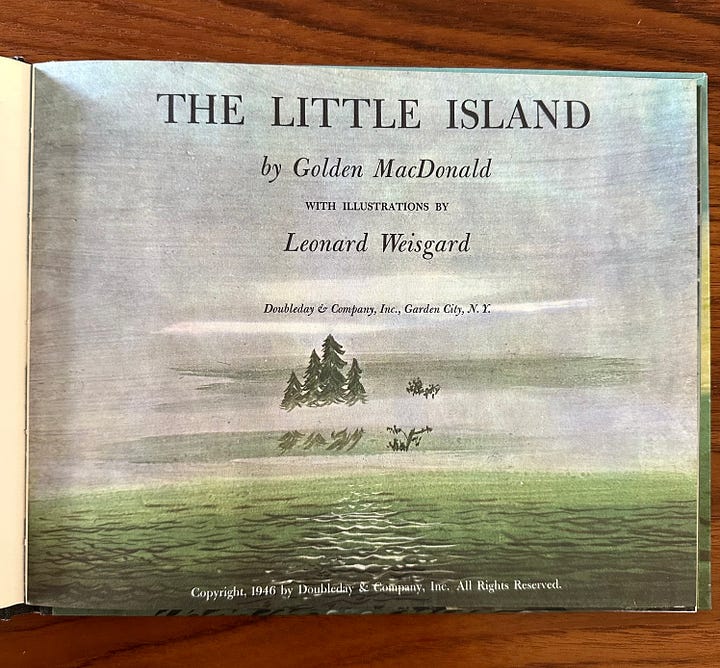 THE LITTLE ISLAND
by Golden MacDonald
WITH ILLUSTRATIONS BY
Leonard Weisgard
Doubleday & Company, Inc., Garden City, N. Y.
Copyright, 1946 by Doubleday & Company, Inc. All Rights Reserved.